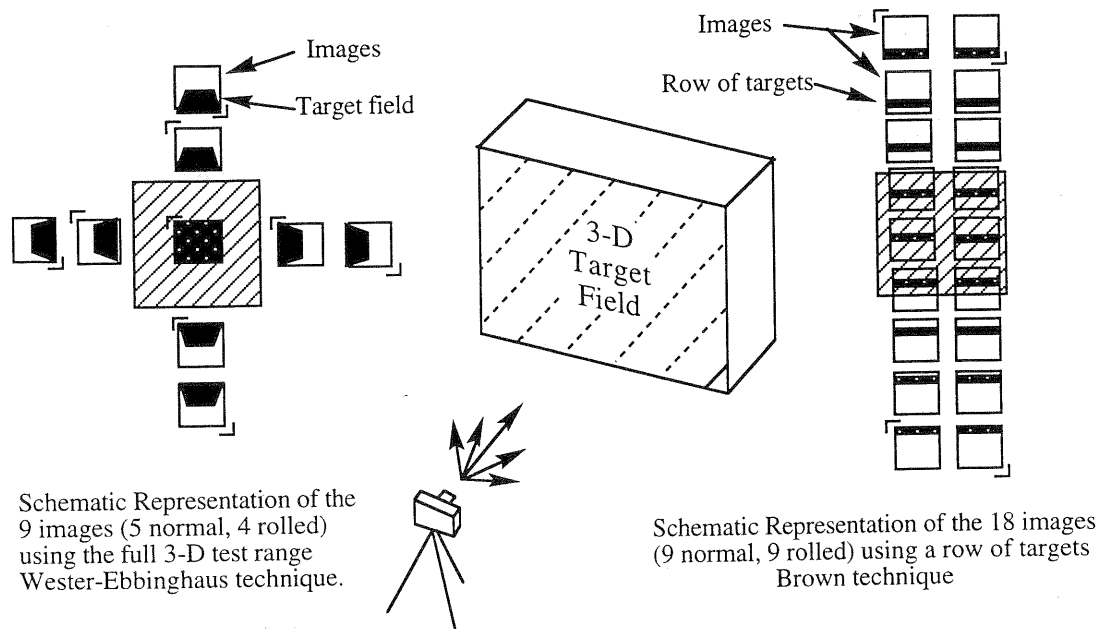 Images
Target field
Images
Row of targets
3-D
Target
Field
Schematic Representation of the
9 images (5 normal, 4 rolled)
using the full 3-D test range
Wester-Ebbinghaus technique.
Schematic Representation of the 18 images
(9 normal, 9 rolled) using a row of targets
Brown technique